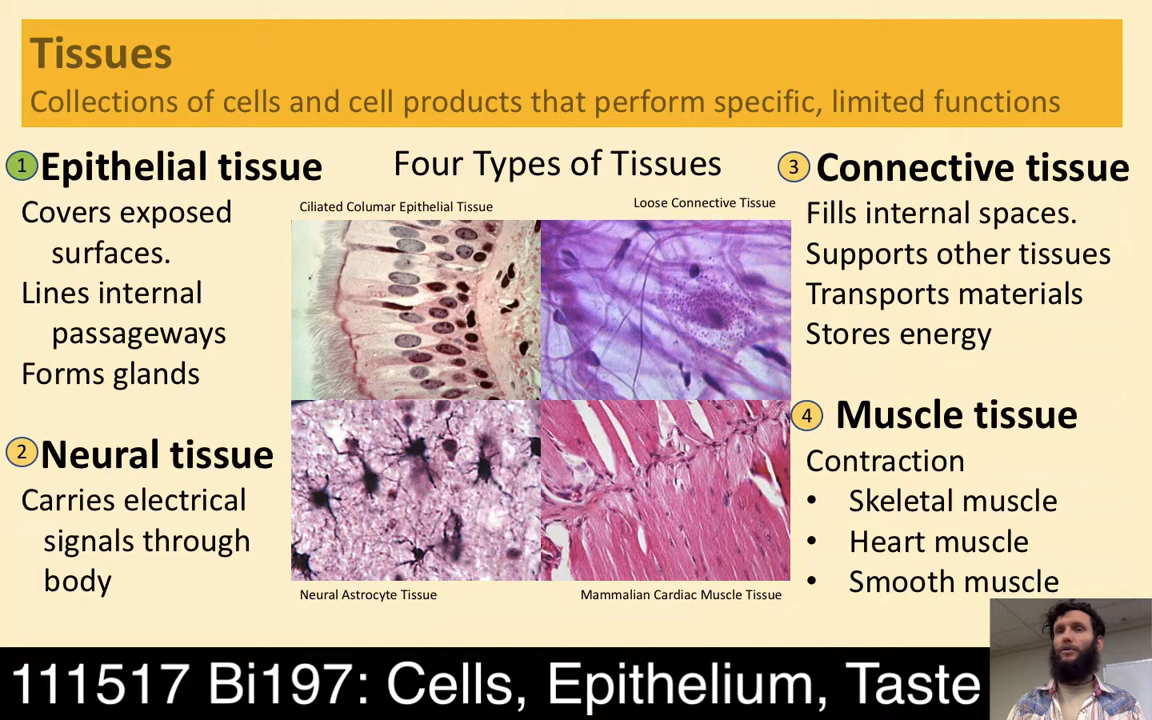 Tissues
Collections of cells and cell products that perform specific, limited functions
1 Epithelial tissue
Covers exposed
surfaces.
Lines internal
passageways
Forms glands
2 Neural tissue
Carries electrical
signals through
body
Four Types of Tissues
Ciliated Columar Epithelial Tissue
Loose Connective Tissue
Neural Astrocyte Tissue
Mammalian Cardiac Muscle Tissue
3 Connective tissue
Fills internal spaces.
Supports other tissues
Transports materials
Stores energy
4 Muscle tissue
Contraction
• Skeletal muscle
• Heart muscle
• Smooth muscle
111517 Bi197: Cells, Epithelium, Taste